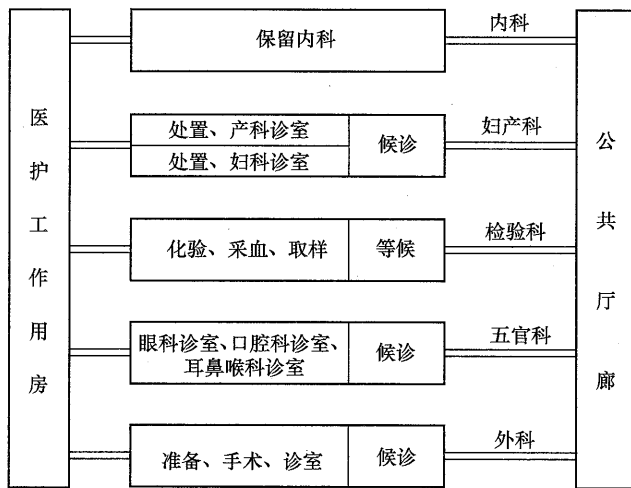 医护工作用房
保留内科
内科
处置、产科诊室
处置、妇科诊室
候诊
妇产科
化验、采血、取样
等候
检验科
眼科诊室、口腔科诊室、
耳鼻喉科诊室
候诊
五官科
准备、手术、诊室
候诊
外科
公共厅廊